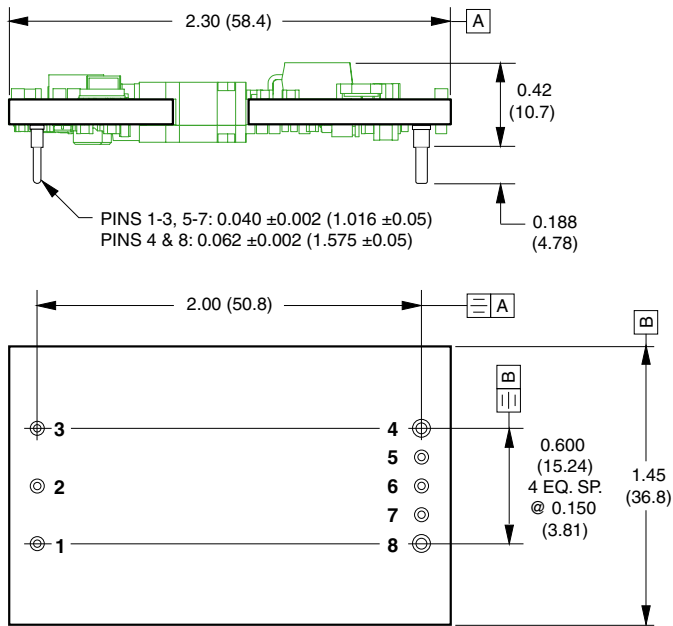 2.30 (58.4)
A
0.42
(10.7)
PINS 1-3, 5-7: 0.040 ±0.002 (1.016 ±0.05)
PINS 4 & 8: 0.062 ±0.002 (1.575 ±0.05)
0.188
(4.78)
2.00 (50.8)
A
B
B
3
4
5
2
6
7
1
8
0.600
(15.24)
4 EQ. SP.
@ 0.150
(3.81)
1.45
(36.8)